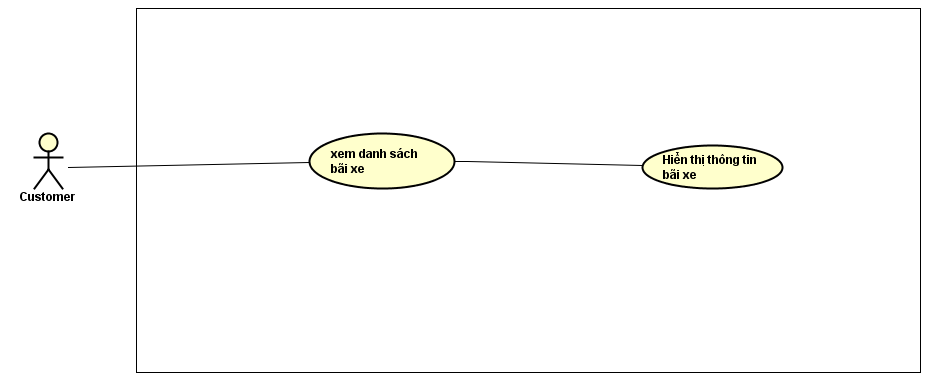 xem danh sách
bãi xe
Hiển thị thông tin
bãi xe
Customer